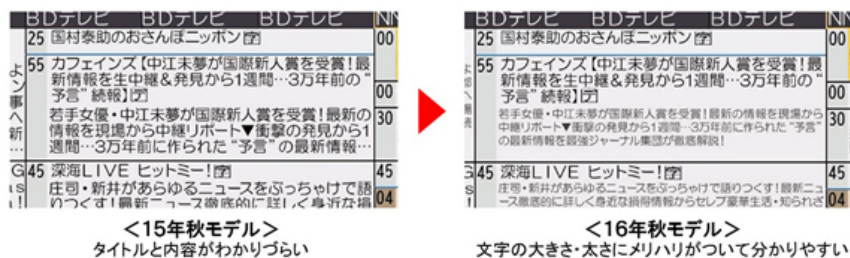 BDテレビ BDテレビ BDテレビ NN
25 国村泰助のおさんぽニッポン字 00
55 カフェインズ【中江未夢が国際新人賞を受賞!最
新情報を生中継&発見から1週間…3万年前の“
予言”続報】字 00
若手女優・中江未夢が国際新人賞を受賞!最新の 30
情報を現場から中継リポート▼衝撃の発見から1
週間…3万年前に作られた“予言”の最新情報…
45 深海LIVE ヒットミー!字 45
庄司・新井があらゆるニュースをぶっちゃけで語 04
りつくす!最新ニュース徹底的に詳しく身近な損
ン
事
へ
新
…
G
s
!
<15年秋モデル>
タイトルと内容がわかりづらい
BDテレビ BDテレビ BDテレビ NN
25 国村泰助のおさんぽニッポン字 00
55 カフェインズ【中江未夢が国際新人賞を受賞!最
新情報を生中継&発見から1週間…3万年前の“
予言”続報】字 00
若手女優・中江未夢が国際新人賞を受賞!最新の情報を現場から 30
中継リポート▼衝撃の発見から1週間…3万年前に作られた“予言”
の最新情報を最強ジャーナル集団が徹底解説!
45 深海LIVE ヒットミー!字 45
庄司・新井があらゆるニュースをぶっちゃけで語りつくす!最新ニュ 04
ース徹底的に詳しく身近な損得情報からセレブ豪華生活・知られざ
G
s
!
<16年秋モデル>
文字の大きさ・太さにメリハリがついて分かりやすい